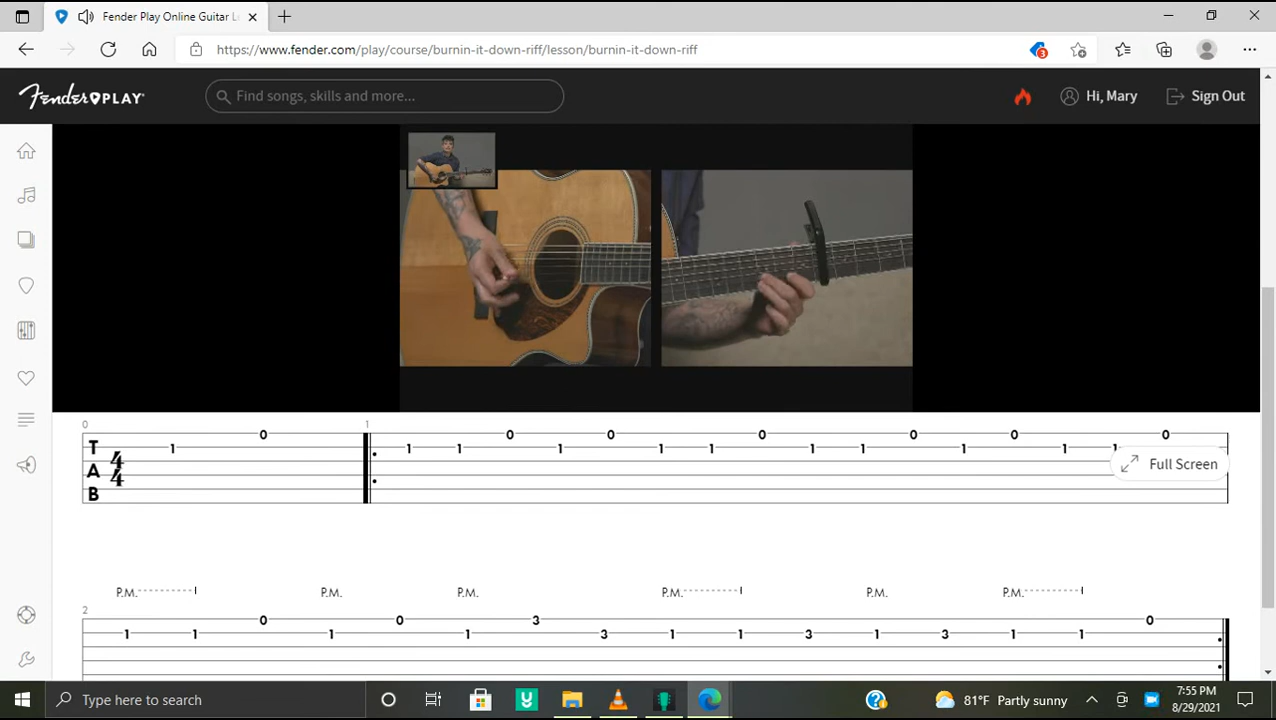 Fender Play Online Guitar Le
https://www.fender.com/play/course/burnin-it-down-riff/lesson/burnin-it-down-riff
3
Fender PLAY
Find songs, skills and more...
Hi, Mary
Sign Out
0
1
T
A
B
4
4
1 0 1 1 0 1 0 1 1 0 1 1 0 1 0 1 1 0
Full Screen
P.M. P.M. P.M. P.M. P.M. P.M.
2
1 1 0 1 0 1 3 3 1 1 3 1 3 1 1 0
Type here to search
81°F Partly sunny
7:55 PM
8/29/2021